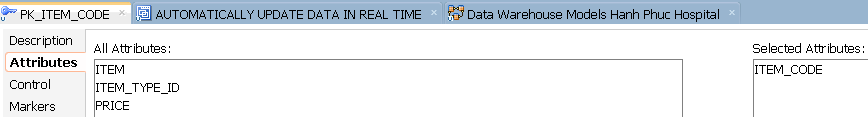 PK_ITEM_CODE AUTOMATICALLY UPDATE DATA IN REAL TIME Data Warehouse Models Hanh Phuc Hospital
Description
Attributes
Control
Markers
All Attributes:
ITEM
ITEM_TYPE_ID
PRICE
Selected Attributes:
ITEM_CODE